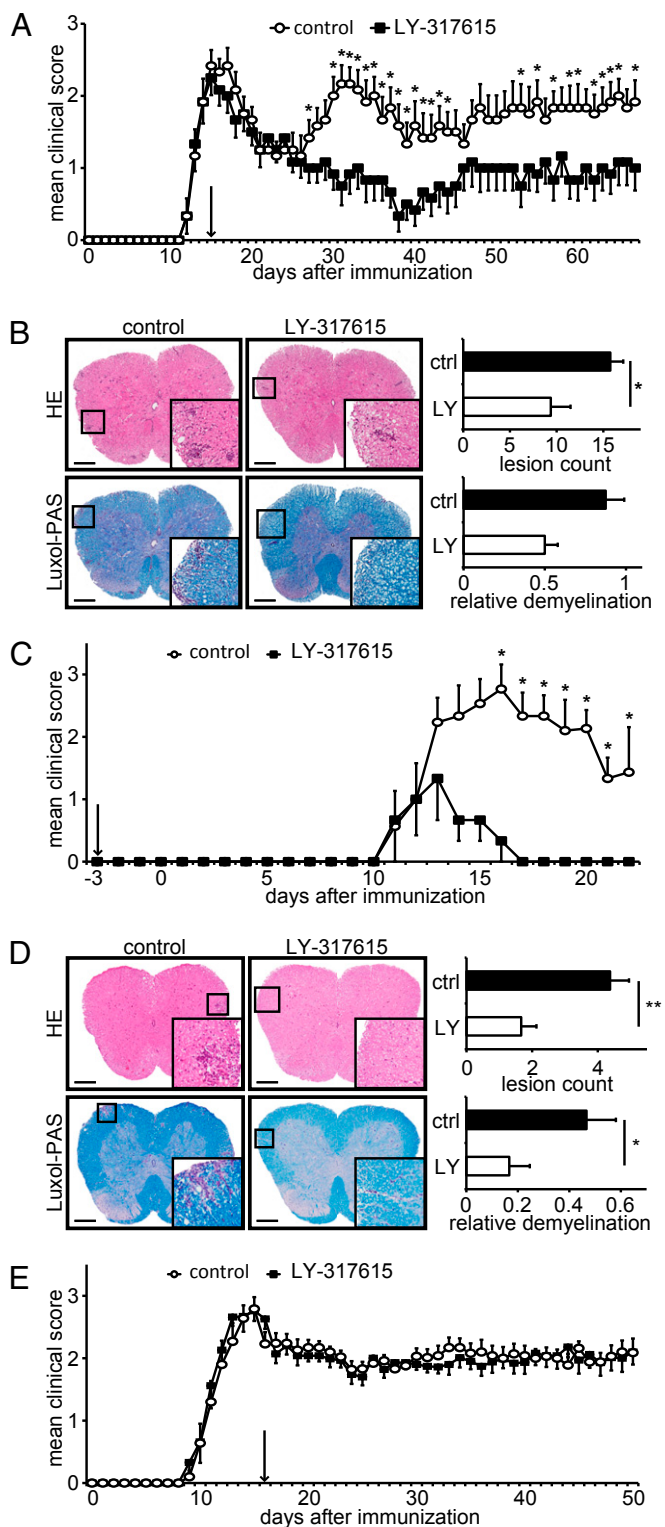 A
control LY-317615
3
2
1
0
mean clinical score
* * * * * * * * * * * * * * * * * * * * * * *
0 10 20 30 40 50 60
days after immunization
B
control LY-317615
HE
Luxol-PAS
ctrl
LY
*
0 5 10 15
lesion count
ctrl
LY
0 0.5 1
relative demyelination
C
control LY-317615
3
2
1
0
mean clinical score
* * * * * * *
-3 0 5 10 15 20
days after immunization
D
control LY-317615
HE
Luxol-PAS
ctrl
LY
**
0 2 4
lesion count
ctrl
LY
*
0 0.2 0.4 0.6
relative demyelination
E
control LY-317615
3
2
1
0
mean clinical score
0 10 20 30 40 50
days after immunization